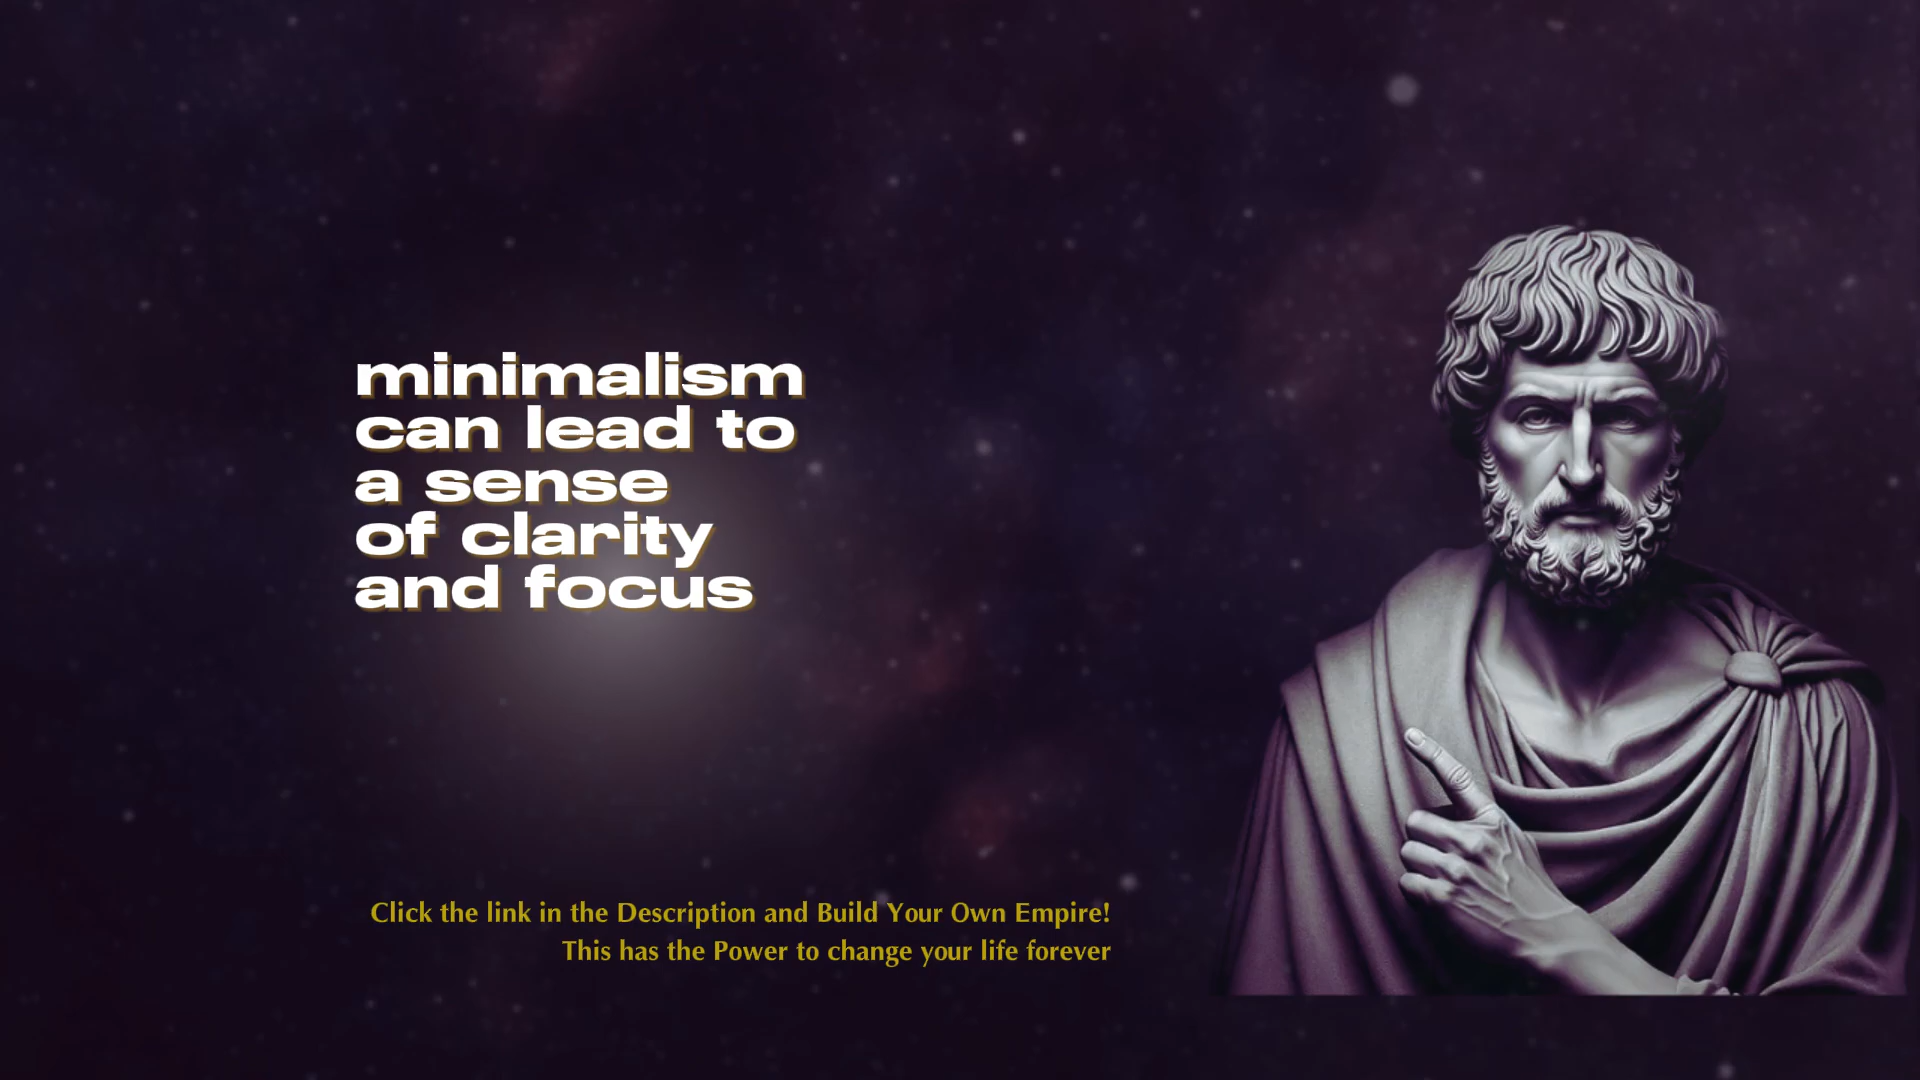 minimalism
can lead to
a sense
of clarity
and focus
Click the link in the Description and Build Your Own Empire!
This has the Power to change your life forever